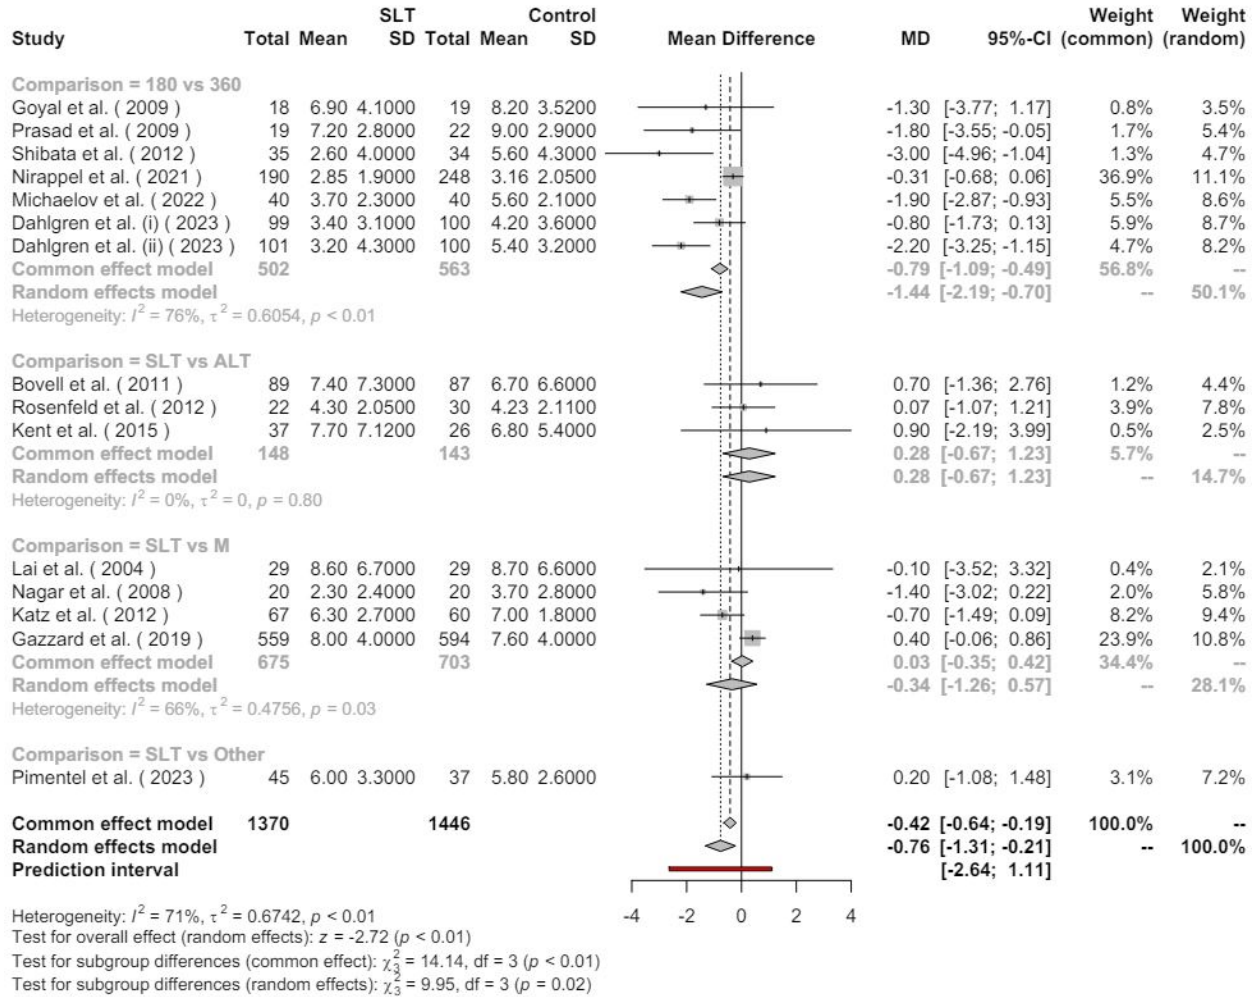 SLT Control Weight Weight
Study Total Mean SD Total Mean SD Mean Difference MD 95%-CI (common) (random)
Comparison = 180 vs 360
Goyal et al. ( 2009 ) 18 6.90 4.1000 19 8.20 3.5200 -1.30 [-3.77; 1.17] 0.8% 3.5%
Prasad et al. ( 2009 ) 19 7.20 2.8000 22 9.00 2.9000 -1.80 [-3.55; -0.05] 1.7% 5.4%
Shibata et al. ( 2012 ) 35 2.60 4.0000 34 5.60 4.3000 -3.00 [-4.96; -1.04] 1.3% 4.7%
Nirappel et al. ( 2021 ) 190 2.85 1.9000 248 3.16 2.0500 -0.31 [-0.68; 0.06] 36.9% 11.1%
Michaelov et al. ( 2022 ) 40 3.70 2.3000 40 5.60 2.1000 -1.90 [-2.87; -0.93] 5.5% 8.6%
Dahlgren et al. (i) ( 2023 ) 99 3.40 3.1000 100 4.20 3.6000 -0.80 [-1.73; 0.13] 5.9% 8.7%
Dahlgren et al. (ii) ( 2023 ) 101 3.20 4.3000 100 5.40 3.2000 -2.20 [-3.25; -1.15] 4.7% 8.2%
Common effect model 502 563 -0.79 [-1.09; -0.49] 56.8% --
Random effects model -1.44 [-2.19; -0.70] -- 50.1%
Heterogeneity: I² = 76%, τ² = 0.6054, p < 0.01
Comparison = SLT vs ALT
Bovell et al. ( 2011 ) 89 7.40 7.3000 87 6.70 6.6000 0.70 [-1.36; 2.76] 1.2% 4.4%
Rosenfeld et al. ( 2012 ) 22 4.30 2.0500 30 4.23 2.1100 0.07 [-1.07; 1.21] 3.9% 7.8%
Kent et al. ( 2015 ) 37 7.70 7.1200 26 6.80 5.4000 0.90 [-2.19; 3.99] 0.5% 2.5%
Common effect model 148 143 0.28 [-0.67; 1.23] 5.7% --
Random effects model 0.28 [-0.67; 1.23] -- 14.7%
Heterogeneity: I² = 0%, τ² = 0, p = 0.80
Comparison = SLT vs M
Lai et al. ( 2004 ) 29 8.60 6.7000 29 8.70 6.6000 -0.10 [-3.52; 3.32] 0.4% 2.1%
Nagar et al. ( 2008 ) 20 2.30 2.4000 20 3.70 2.8000 -1.40 [-3.02; 0.22] 2.0% 5.8%
Katz et al. ( 2012 ) 67 6.30 2.7000 60 7.00 1.8000 -0.70 [-1.49; 0.09] 8.2% 9.4%
Gazzard et al. ( 2019 ) 559 8.00 4.0000 594 7.60 4.0000 0.40 [-0.06; 0.86] 23.9% 10.8%
Common effect model 675 703 0.03 [-0.35; 0.42] 34.4% --
Random effects model -0.34 [-1.26; 0.57] -- 28.1%
Heterogeneity: I² = 66%, τ² = 0.4756, p = 0.03
Comparison = SLT vs Other
Pimentel et al. ( 2023 ) 45 6.00 3.3000 37 5.80 2.6000 0.20 [-1.08; 1.48] 3.1% 7.2%
Common effect model 1370 1446 -0.42 [-0.64; -0.19] 100.0% --
Random effects model -0.76 [-1.31; -0.21] -- 100.0%
Prediction interval [-2.64; 1.11]
-4 -2 0 2 4
Heterogeneity: I² = 71%, τ² = 0.6742, p < 0.01
Test for overall effect (random effects): z = -2.72 (p < 0.01)
Test for subgroup differences (common effect): χ²₃ = 14.14, df = 3 (p < 0.01)
Test for subgroup differences (random effects): χ²₃ = 9.95, df = 3 (p = 0.02)